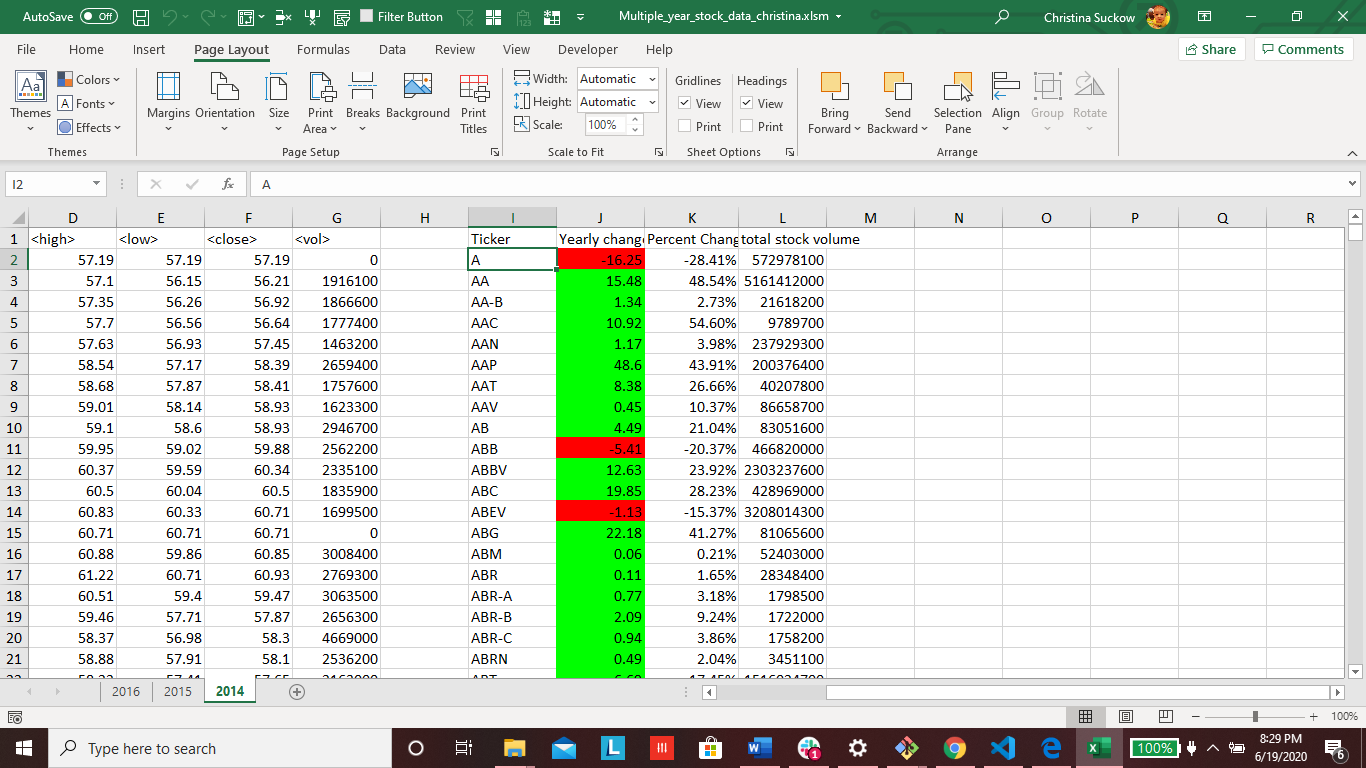 AutoSave Off Filter Button Multiple_year_stock_data_christina.xlsm Christina Suckow
File Home Insert Page Layout Formulas Data Review View Developer Help Share Comments
Themes Colors Fonts Effects Themes
Margins Orientation Size Print Area Breaks Background Print Titles Page Setup
Width: Automatic Height: Automatic Scale: 100% Scale to Fit
Gridlines View Print Headings View Print Sheet Options
Bring Forward Send Backward Selection Pane Align Group Rotate Arrange
I2 fx A
D E F G H I J K L M N O P Q R
1 <high> <low> <close> <vol> Ticker Yearly change Percent Chang total stock volume
2 57.19 57.19 57.19 0 A -16.25 -28.41% 572978100
3 57.1 56.15 56.21 1916100 AA 15.48 48.54% 5161412000
4 57.35 56.26 56.92 1866600 AA-B 1.34 2.73% 21618200
5 57.7 56.56 56.64 1777400 AAC 10.92 54.60% 9789700
6 57.63 56.93 57.45 1463200 AAN 1.17 3.98% 237929300
7 58.54 57.17 58.39 2659400 AAP 48.6 43.91% 200376400
8 58.68 57.87 58.41 1757600 AAT 8.38 26.66% 40207800
9 59.01 58.14 58.93 1623300 AAV 0.45 10.37% 86658700
10 59.1 58.6 58.93 2946700 AB 4.49 21.04% 83051600
11 59.95 59.02 59.88 2562200 ABB -5.41 -20.37% 466820000
12 60.37 59.59 60.34 2335100 ABBV 12.63 23.92% 2303237600
13 60.5 60.04 60.5 1835900 ABC 19.85 28.23% 428969000
14 60.83 60.33 60.71 1699500 ABEV -1.13 -15.37% 3208014300
15 60.71 60.71 60.71 0 ABG 22.18 41.27% 81065600
16 60.88 59.86 60.85 3008400 ABM 0.06 0.21% 52403000
17 61.22 60.71 60.93 2769300 ABR 0.11 1.65% 28348400
18 60.51 59.4 59.47 3063500 ABR-A 0.77 3.18% 1798500
19 59.46 57.71 57.87 2656300 ABR-B 2.09 9.24% 1722000
20 58.37 56.98 58.3 4669000 ABR-C 0.94 3.86% 1758200
21 58.88 57.91 58.1 2536200 ABRN 0.49 2.04% 3451100
2016 2015 2014
100%
Type here to search 100% 8:29 PM
6/19/2020 6